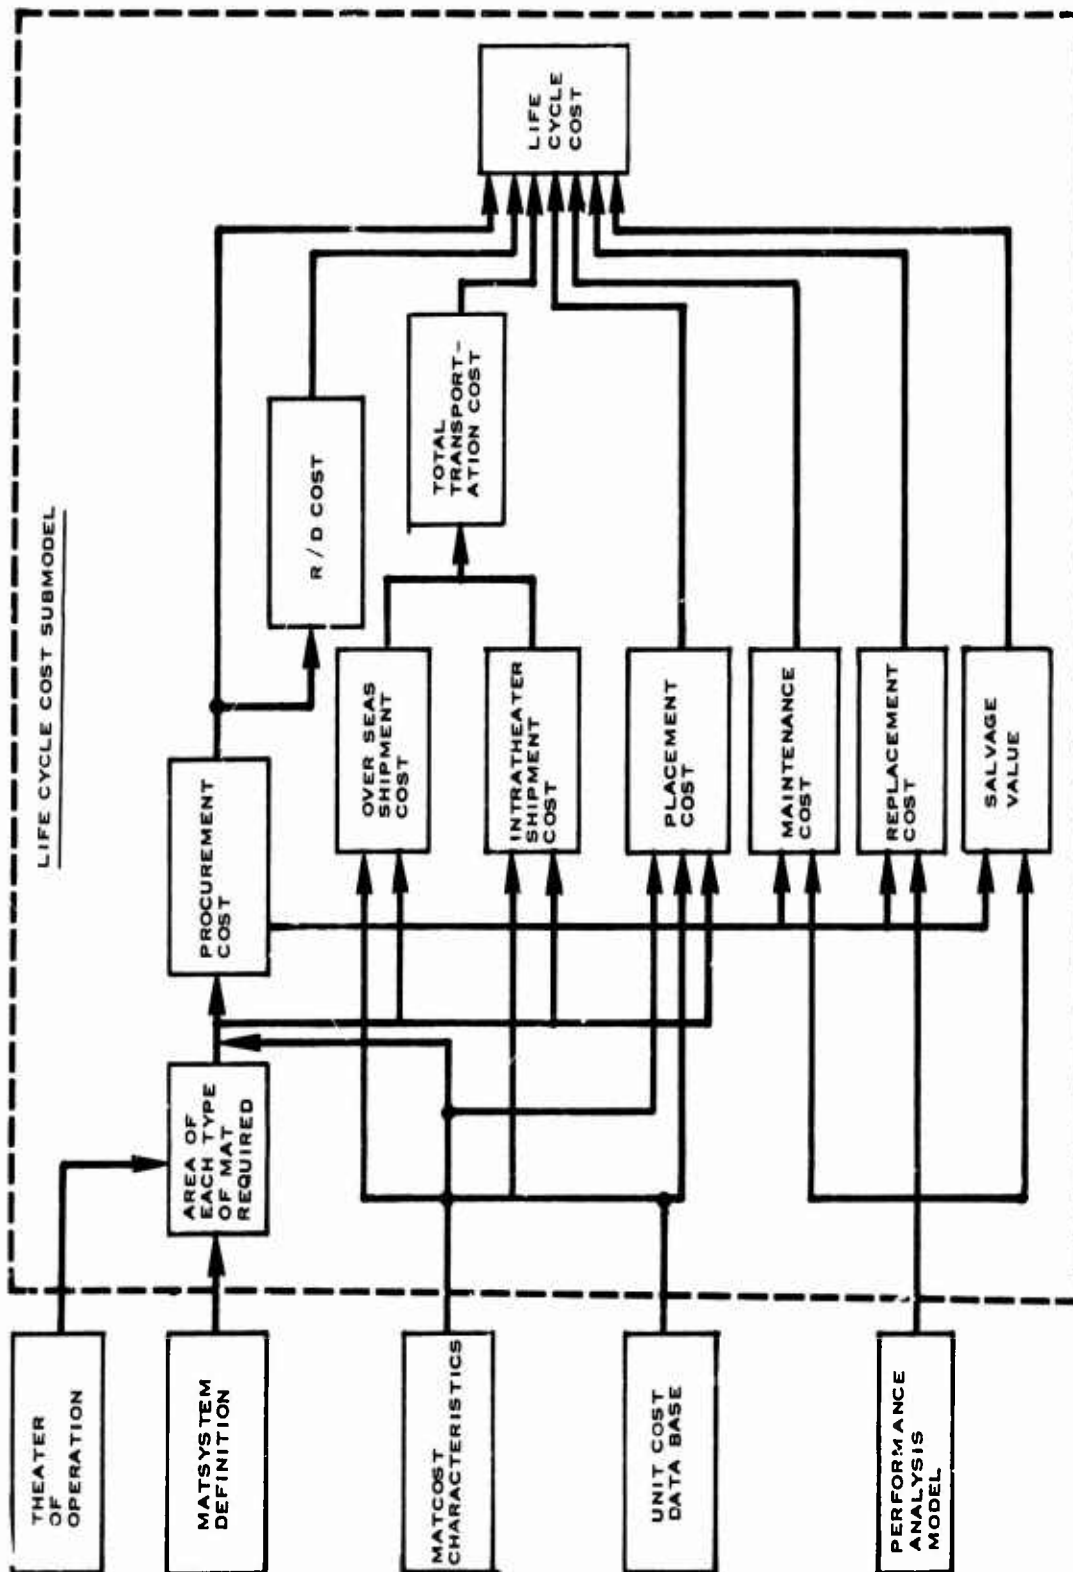 LIFE CYCLE COST SUBMODEL
THEATER
OF
OPERATION
MATSYSTEM
DEFINITION
MATCOST
CHARACTERISTICS
UNIT COST
DATA BASE
PERFORMANCE
ANALYSIS
MODEL
AREA OF
EACH TYPE
OF MAT
REQUIRED
PROCUREMENT
COST
R / D COST
OVER SEAS
SHIPMENT
COST
INTRATHEATER
SHIPMENT
COST
TOTAL
TRANSPORT-
ATION COST
PLACEMENT
COST
MAINTENANCE
COST
REPLACEMENT
COST
SALVAGE
VALUE
LIFE
CYCLE
COST